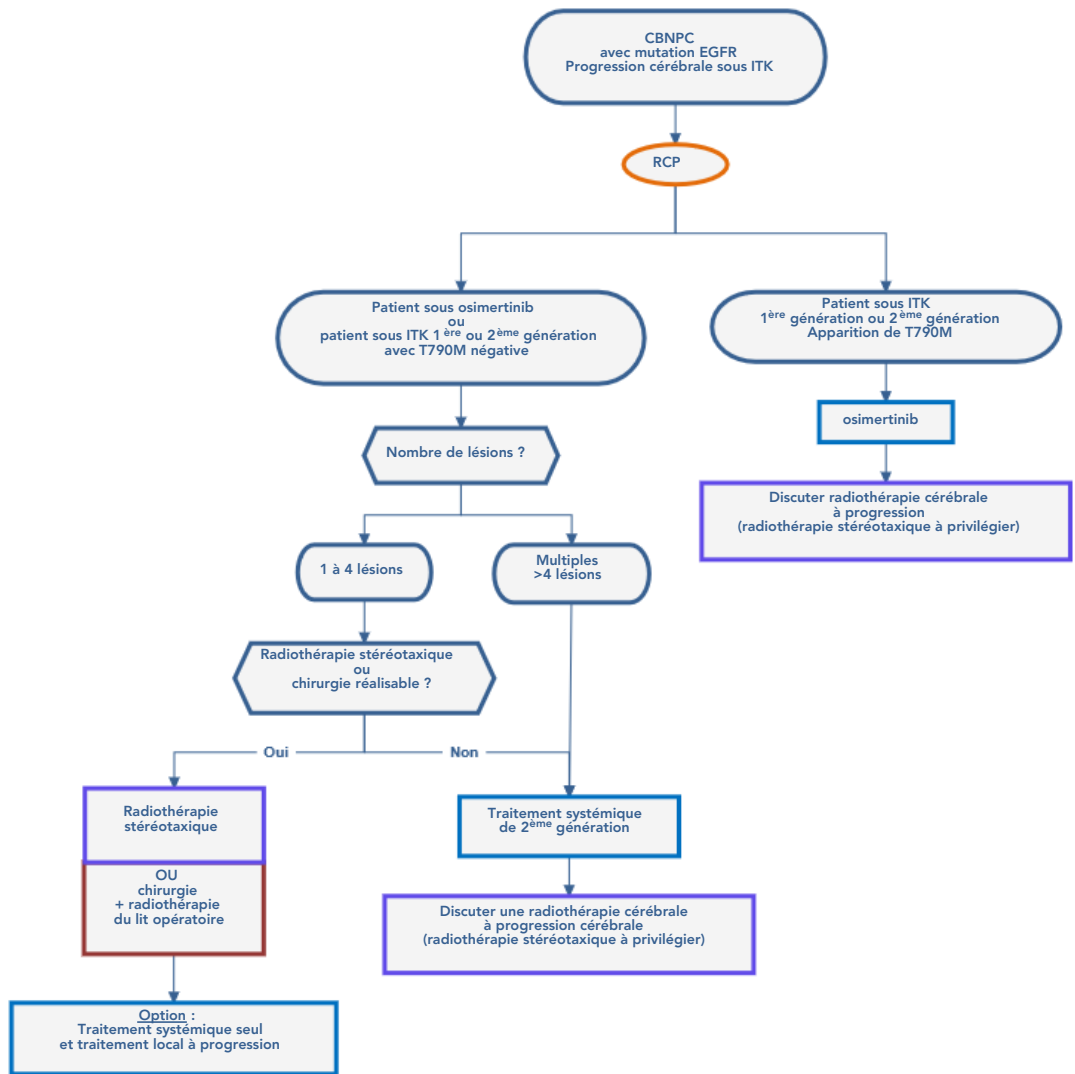 CBNPC
avec mutation EGFR
Progression cérébrale sous ITK
RCP
Patient sous osimertinib
ou
patient sous ITK 1 ère ou 2ème génération
avec T790M négative
Patient sous ITK
1ère génération ou 2ème génération
Apparition de T790M
osimertinib
Discuter radiothérapie cérébrale
à progression
(radiothérapie stéréotaxique à privilégier)
Nombre de lésions ?
1 à 4 lésions
Multiples
>4 lésions
Radiothérapie stéréotaxique
ou
chirurgie réalisable ?
Oui
Non
Radiothérapie
stéréotaxique
OU
chirurgie
+ radiothérapie
du lit opératoire
Traitement systémique
de 2ème génération
Discuter une radiothérapie cérébrale
à progression cérébrale
(radiothérapie stéréotaxique à privilégier)
Option :
Traitement systémique seul
et traitement local à progression